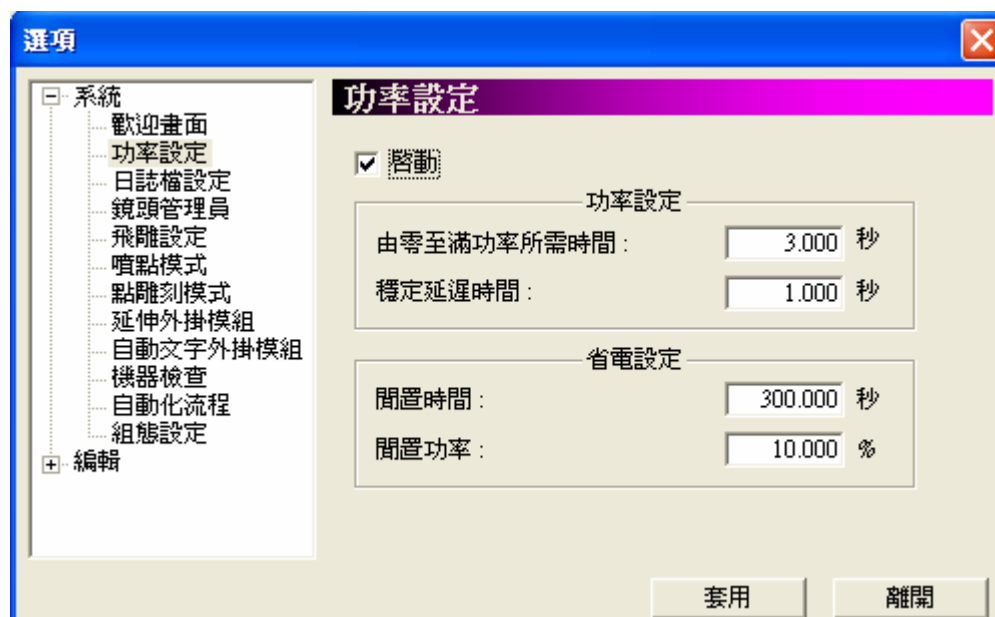 選項
系統
歡迎畫面
功率設定
日誌檔設定
鏡頭管理員
飛雕設定
噴點模式
點雕刻模式
延伸外掛模組
自動文字外掛模組
機器檢查
自動化流程
組態設定
編輯
功率設定
啓動
功率設定
由零至滿功率所需時間 : 3.000 秒
穩定延遲時間 : 1.000 秒
省電設定
閒置時間 : 300.000 秒
閒置功率 : 10.000 %
套用 離開